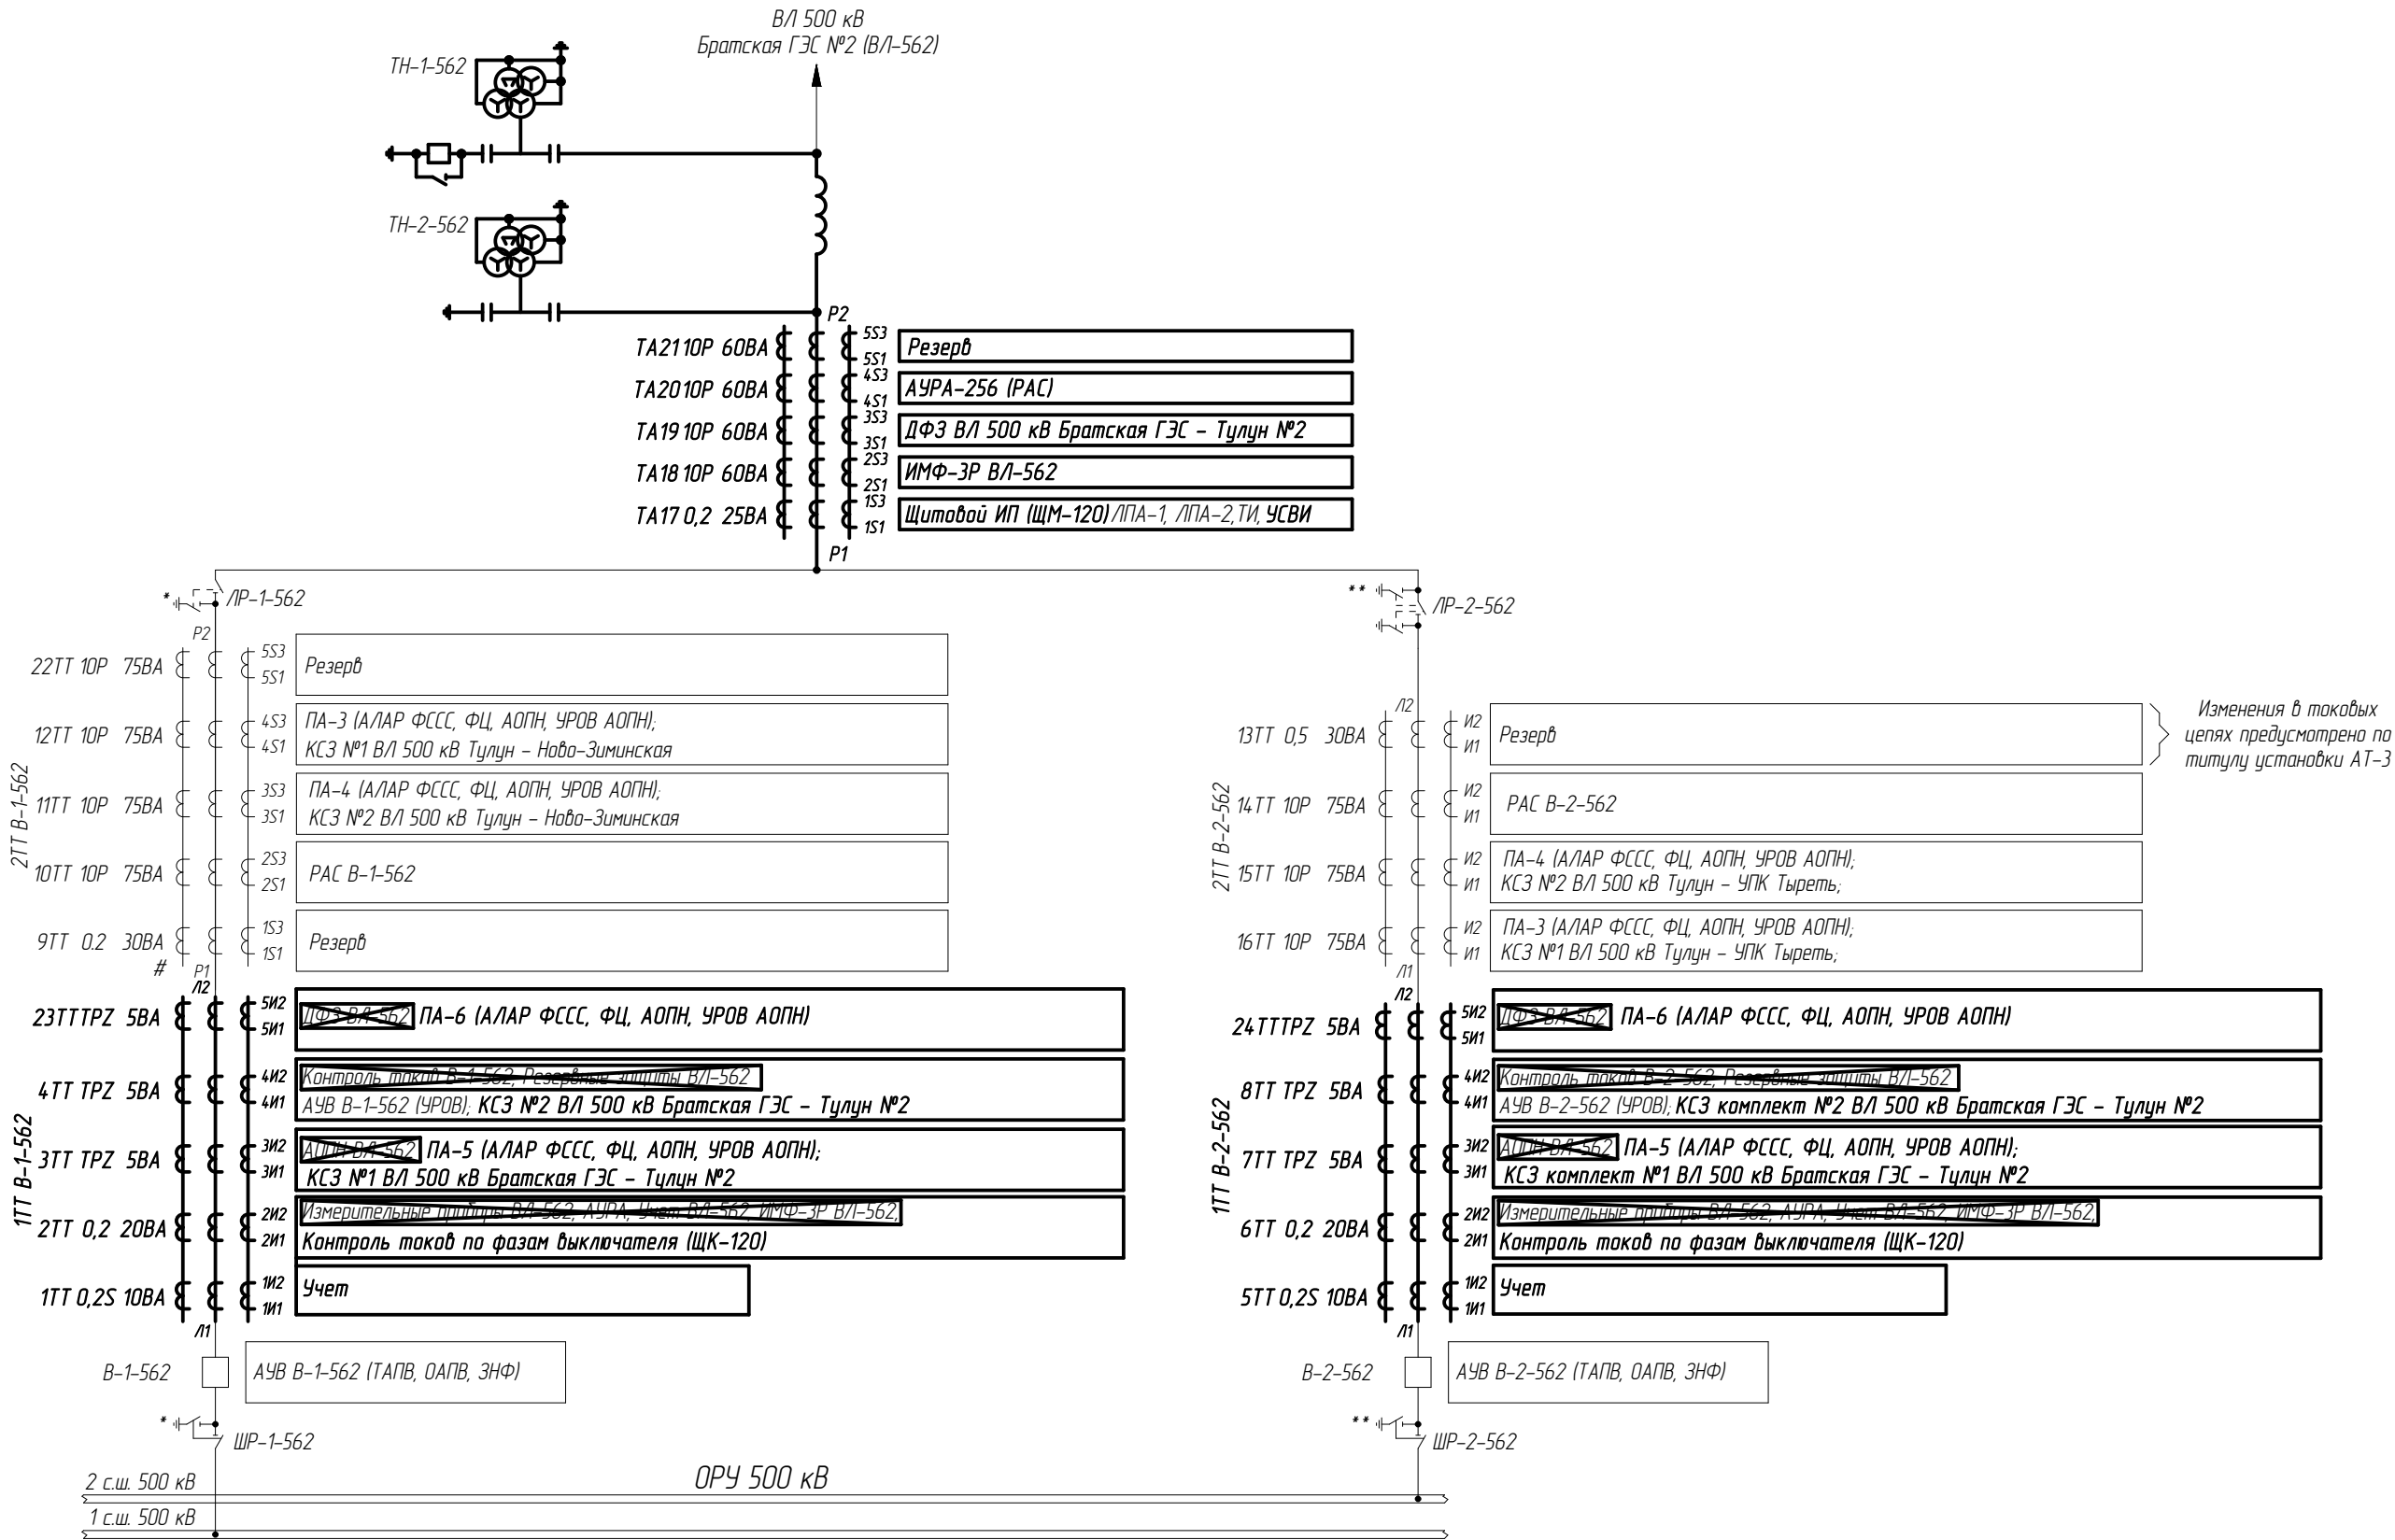 ВЛ 500 кВ
Братская ГЭС №2 (ВЛ-562)
ТН-1-562
ТН-2-562
Р2
ТА21 10Р 60ВА
5S3
5S1
Резерв
ТА20 10Р 60ВА
4S3
4S1
АУРА-256 (РАС)
ТА19 10Р 60ВА
3S3
3S1
ДФЗ ВЛ 500 кВ Братская ГЭС - Тулун №2
ТА18 10Р 60ВА
2S3
2S1
ИМФ-3Р ВЛ-562
ТА17 0,2 25ВА
1S3
1S1
Щитовой ИП (ЩМ-120) ЛПА-1, ЛПА-2, ТИ, УСВИ
Р1
*
ЛР-1-562
Р2
2ТТ В-1-562
22ТТ 10Р 75ВА
5S3
5S1
Резерв
12ТТ 10Р 75ВА
4S3
4S1
ПА-3 (АЛАР ФССС, ФЦ, АОПН, УРОВ АОПН);
КСЗ №1 ВЛ 500 кВ Тулун - Ново-Зиминская
11ТТ 10Р 75ВА
3S3
3S1
ПА-4 (АЛАР ФССС, ФЦ, АОПН, УРОВ АОПН);
КСЗ №2 ВЛ 500 кВ Тулун - Ново-Зиминская
10ТТ 10Р 75ВА
2S3
2S1
РАС В-1-562
9ТТ 0.2 30ВА
1S3
1S1
Резерв
#
Р1
Л2
1ТТ В-1-562
23ТТ TPZ 5ВА
5И2
5И1
ДФЗ ВЛ-562 ПА-6 (АЛАР ФССС, ФЦ, АОПН, УРОВ АОПН)
4ТТ TPZ 5ВА
4И2
4И1
Контроль токов В-1-562, Резервные защиты ВЛ-562
АУВ В-1-562 (УРОВ); КСЗ №2 ВЛ 500 кВ Братская ГЭС - Тулун №2
3ТТ TPZ 5ВА
3И2
3И1
АОПН ВЛ-562 ПА-5 (АЛАР ФССС, ФЦ, АОПН, УРОВ АОПН);
КСЗ №1 ВЛ 500 кВ Братская ГЭС - Тулун №2
2ТТ 0,2 20ВА
2И2
2И1
Измерительные приборы ВЛ-562, АУРА, Учет ВЛ-562, ИМФ-3Р ВЛ-562,
Контроль токов по фазам выключателя (ЩК-120)
1ТТ 0,2S 10ВА
1И2
1И1
Учет
Л1
В-1-562
АУВ В-1-562 (ТАПВ, ОАПВ, ЗНФ)
*
ШР-1-562
**
ЛР-2-562
Л2
2ТТ В-2-562
13ТТ 0,5 30ВА
И2
И1
Резерв
Изменения в токовых
цепях предусмотрено по
титулу установки АТ-3
14ТТ 10Р 75ВА
И2
И1
РАС В-2-562
15ТТ 10Р 75ВА
И2
И1
ПА-4 (АЛАР ФССС, ФЦ, АОПН, УРОВ АОПН);
КСЗ №2 ВЛ 500 кВ Тулун - УПК Тыреть;
16ТТ 10Р 75ВА
И2
И1
ПА-3 (АЛАР ФССС, ФЦ, АОПН, УРОВ АОПН);
КСЗ №1 ВЛ 500 кВ Тулун - УПК Тыреть;
Л1
Л2
1ТТ В-2-562
24ТТ TPZ 5ВА
5И2
5И1
ДФЗ ВЛ-562 ПА-6 (АЛАР ФССС, ФЦ, АОПН, УРОВ АОПН)
8ТТ TPZ 5ВА
4И2
4И1
Контроль токов В-2-562, Резервные защиты ВЛ-562
АУВ В-2-562 (УРОВ); КСЗ комплект №2 ВЛ 500 кВ Братская ГЭС - Тулун №2
7ТТ TPZ 5ВА
3И2
3И1
АОПН ВЛ-562 ПА-5 (АЛАР ФССС, ФЦ, АОПН, УРОВ АОПН);
КСЗ комплект №1 ВЛ 500 кВ Братская ГЭС - Тулун №2
6ТТ 0,2 20ВА
2И2
2И1
Измерительные приборы ВЛ-562, АУРА, Учет ВЛ-562, ИМФ-3Р ВЛ-562,
Контроль токов по фазам выключателя (ЩК-120)
5ТТ 0,2S 10ВА
1И2
1И1
Учет
Л1
В-2-562
АУВ В-2-562 (ТАПВ, ОАПВ, ЗНФ)
**
ШР-2-562
ОРУ 500 кВ
2 с.ш. 500 кВ
1 с.ш. 500 кВ